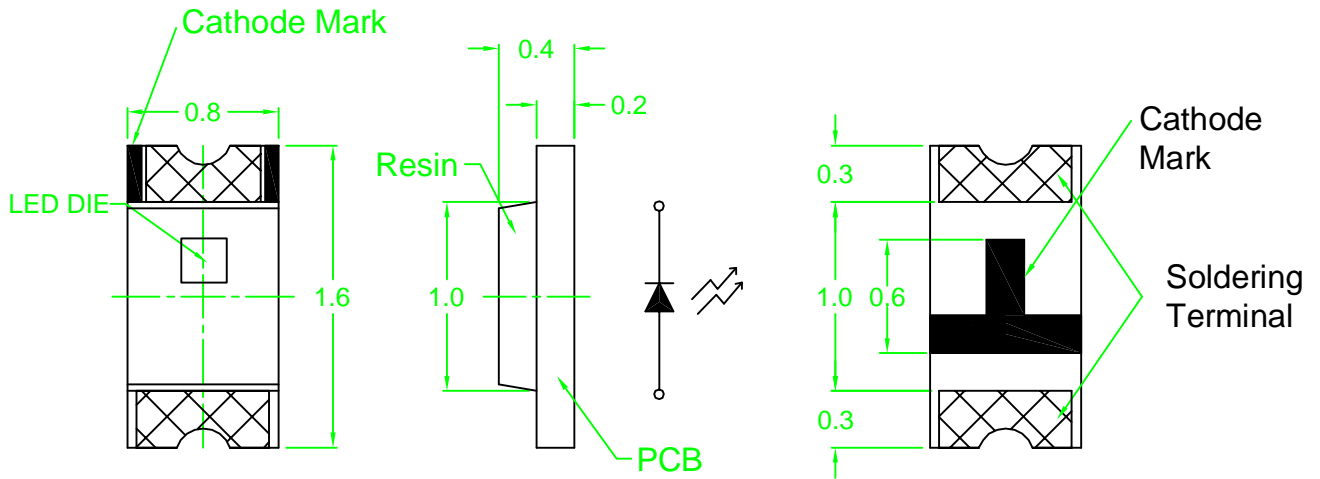 Cathode Mark
0.8
LED DIE
1.6
0.4
0.2
Resin
1.0
PCB
0.3
1.0
0.6
0.3
Cathode
Mark
Soldering
Terminal